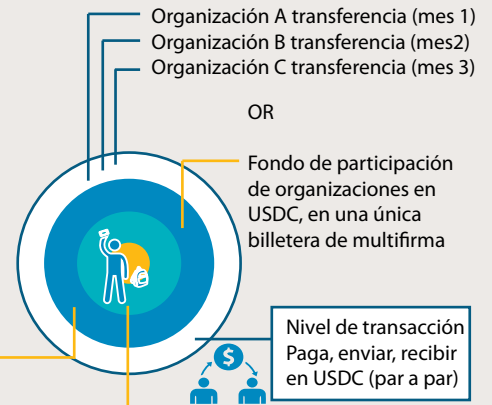 Organización A transferencia (mes 1)
Organización B transferencia (mes2)
Organización C transferencia (mes 3)
OR
Fondo de participación
de organizaciones en
USDC, en una única
billetera de multifirma
Nivel de transacción
Paga, enviar, recibir
en USDC (par a par)
$